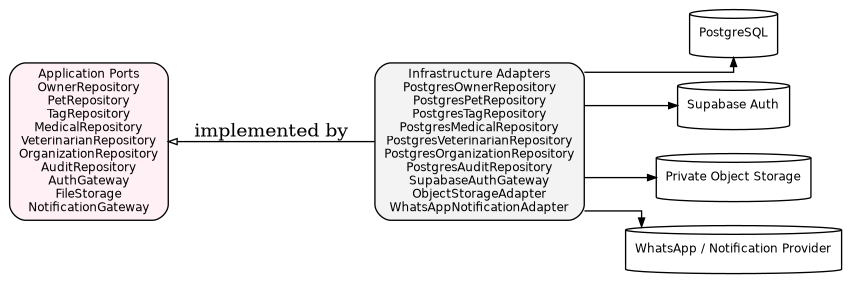 Application Ports
OwnerRepository
PetRepository
TagRepository
MedicalRepository
VeterinarianRepository
OrganizationRepository
AuditRepository
AuthGateway
FileStorage
NotificationGateway
implemented by
Infrastructure Adapters
PostgresOwnerRepository
PostgresPetRepository
PostgresTagRepository
PostgresMedicalRepository
PostgresVeterinarianRepository
PostgresOrganizationRepository
PostgresAuditRepository
SupabaseAuthGateway
ObjectStorageAdapter
WhatsAppNotificationAdapter
PostgreSQL
Supabase Auth
Private Object Storage
WhatsApp / Notification Provider